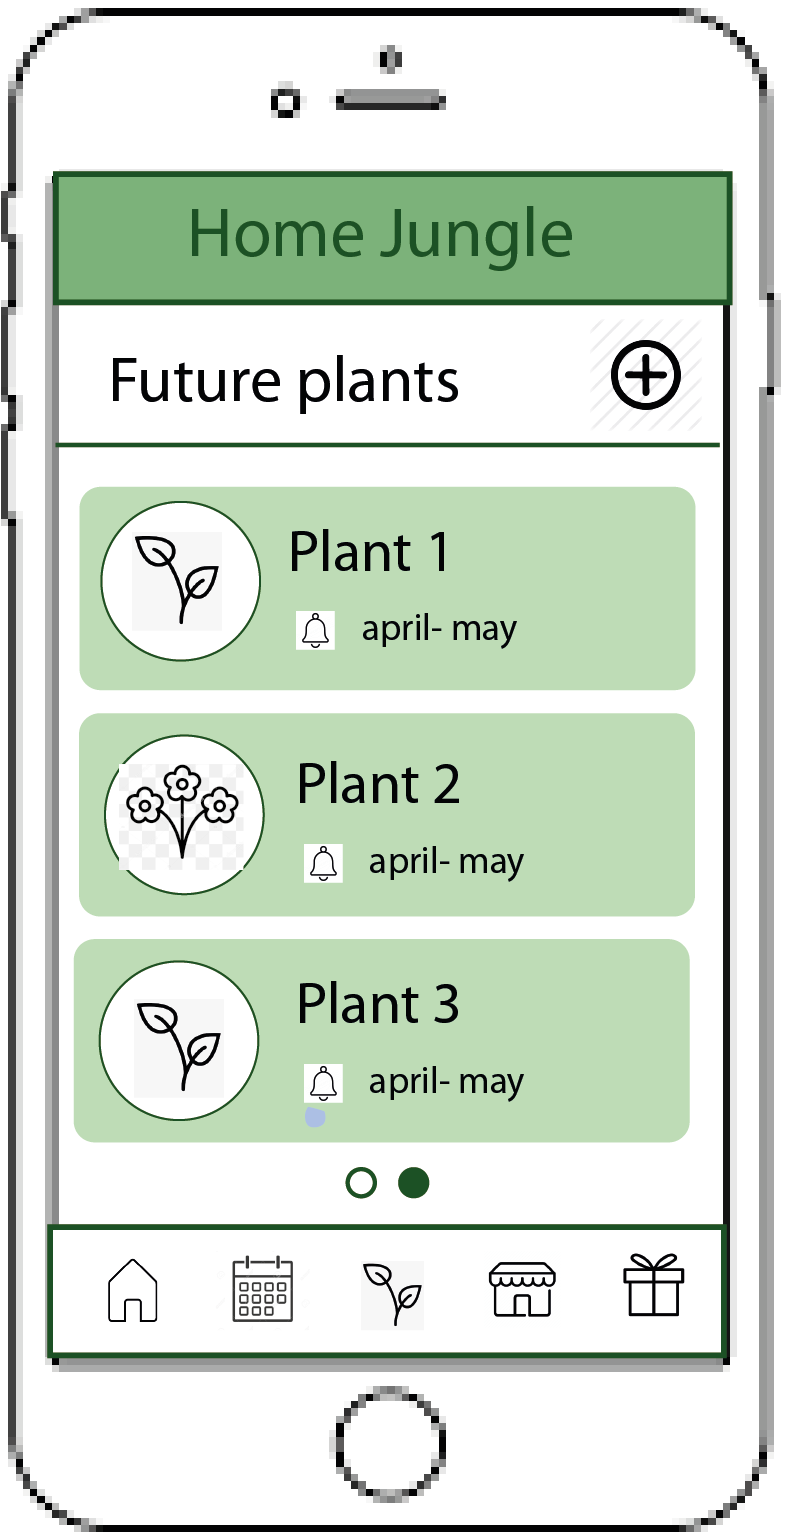 Home Jungle
Future plants
Plant 1
april- may
Plant 2
april- may
Plant 3
april- may